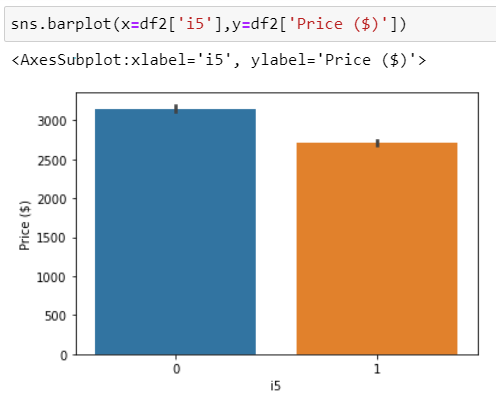 sns.barplot(x=df2['i5'],y=df2['Price ($)'])
<AxesSubplot:xlabel='i5', ylabel='Price ($)'>
3000
2500
2000
1500
1000
500
0
Price ($)
0 1
i5